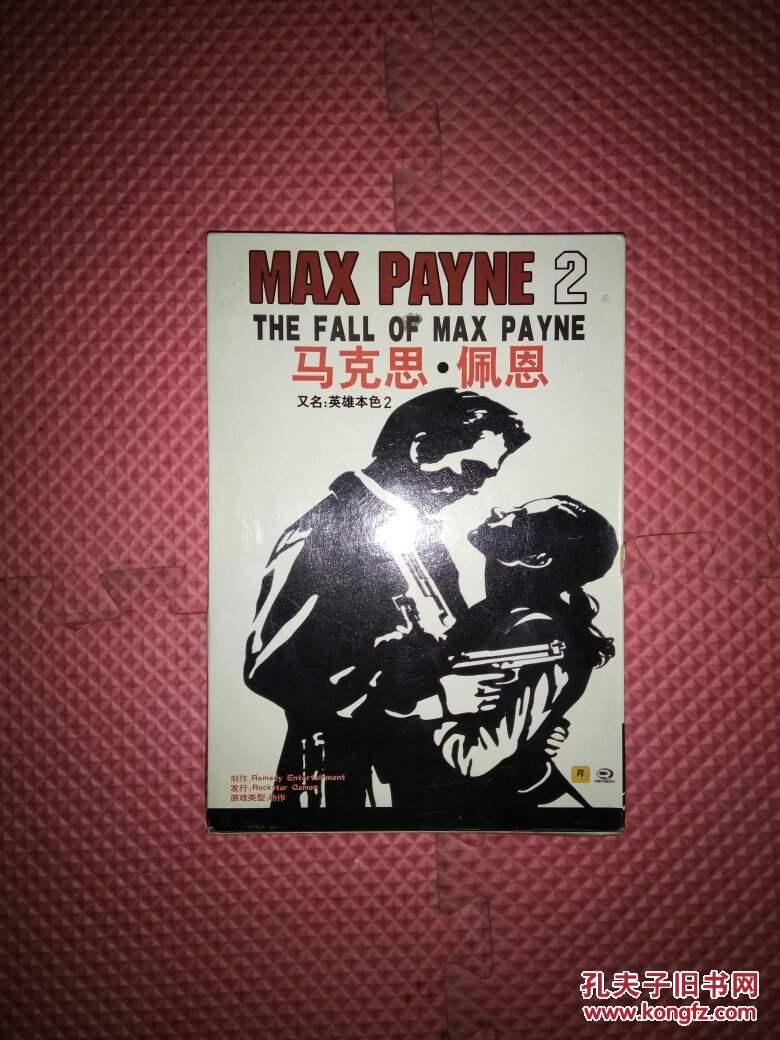 MAX PAYNE 2
THE FALL OF MAX PAYNE
马克思·佩恩
又名:英雄本色2
制作:Remedy Entertainment
发行:Rockstar Games
游戏类型:动作
R
REMEDY
孔夫子旧书网
www.kongfz.com